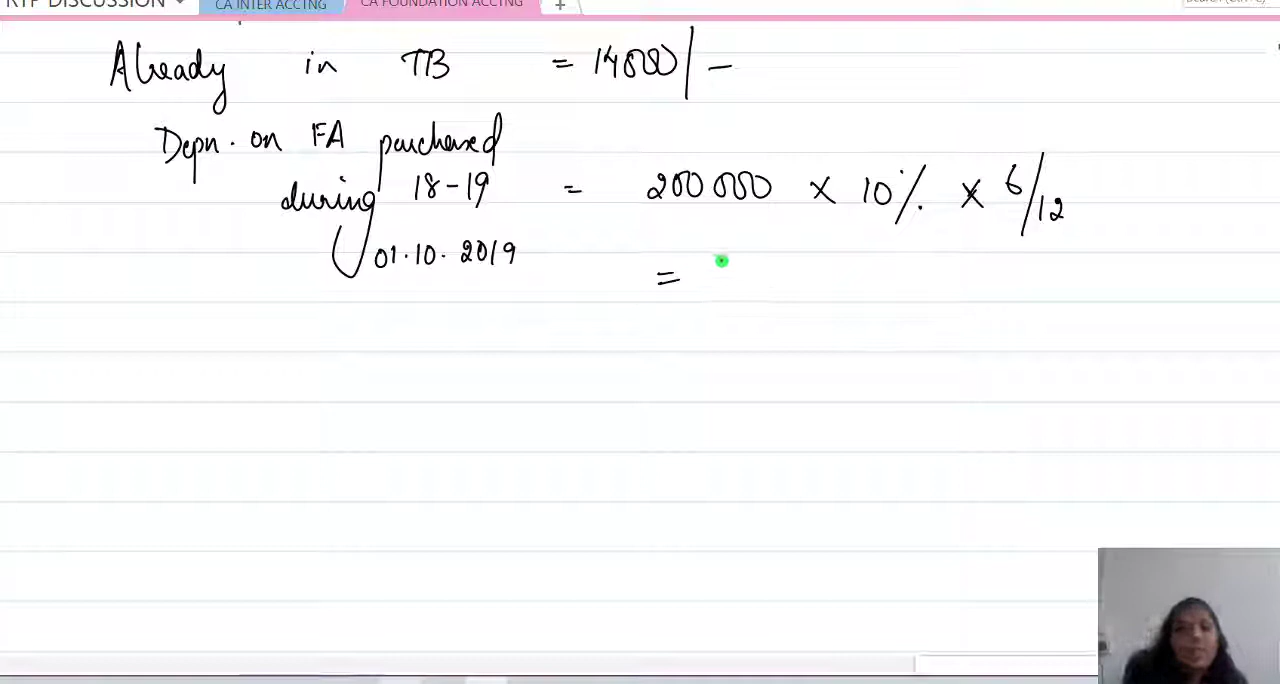 RTP DISCUSSION
CA INTER ACCTNG
CA FOUNDATION ACCTNG
+
Already in TB = 14000/-
Depn. on FA purchased
during 18-19 = 200000 x 10% x 6/12
01.10.2019
=